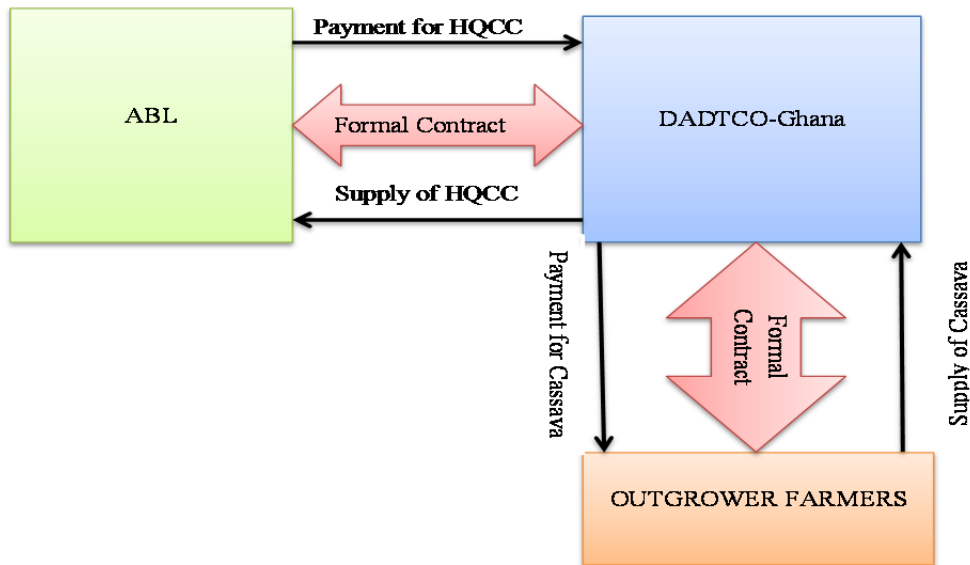 Payment for HQCC
ABL
Formal Contract
DADTCO-Ghana
Supply of HQCC
Payment for Cassava
Formal
Contract
Supply of Cassava
OUTGROWER FARMERS